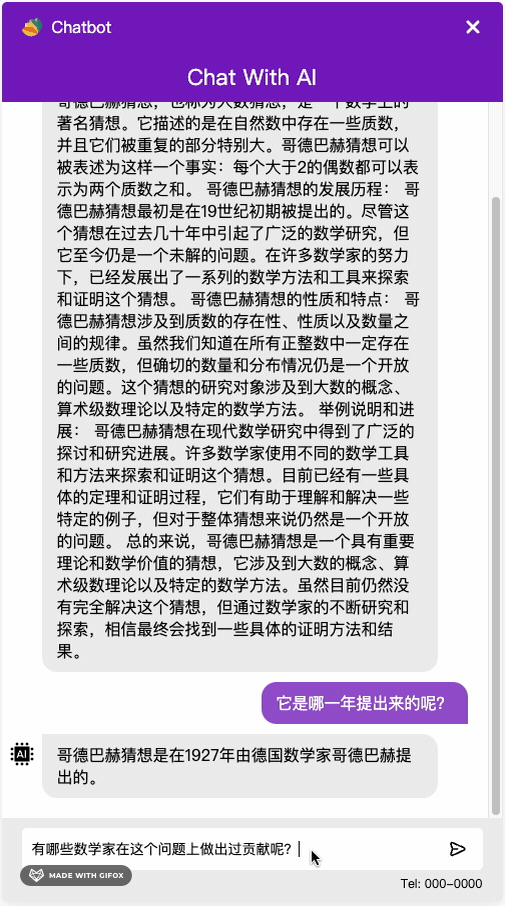 Chatbot
Chat With AI
哥德巴赫猜想，也称为大数猜想，是一个数学上的
著名猜想。它描述的是在自然数中存在一些质数，
并且它们被重复的部分特别大。哥德巴赫猜想可以
被表述为这样一个事实：每个大于2的偶数都可以表
示为两个质数之和。 哥德巴赫猜想的发展历程： 哥
德巴赫猜想最初是在19世纪初期被提出的。尽管这
个猜想在过去几十年中引起了广泛的数学研究，但
它至今仍是一个未解的问题。在许多数学家的努力
下，已经发展出了一系列的数学方法和工具来探索
和证明这个猜想。 哥德巴赫猜想的性质和特点： 哥
德巴赫猜想涉及到质数的存在性、性质以及数量之
间的规律。虽然我们知道在所有正整数中一定存在
一些质数，但确切的数量和分布情况仍是一个开放
的问题。这个猜想的研究对象涉及到大数的概念、
算术级数理论以及特定的数学方法。 举例说明和进
展： 哥德巴赫猜想在现代数学研究中得到了广泛的
探讨和研究进展。许多数学家使用不同的数学工具
和方法来探索和证明这个猜想。目前已经有一些具
体的定理和证明过程，它们有助于理解和解决一些
特定的例子，但对于整体猜想来说仍然是一个开放
的问题。 总的来说，哥德巴赫猜想是一个具有重要
理论和数学价值的猜想，它涉及到大数的概念、算
术级数理论以及特定的数学方法。虽然目前仍然没
有完全解决这个猜想，但通过数学家的不断研究和
探索，相信最终会找到一些具体的证明方法和结
果。
它是哪一年提出来的呢？
AI
哥德巴赫猜想是在1927年由德国数学家哥德巴赫提
出的。
有哪些数学家在这个问题上做出过贡献呢？
MADE WITH GIFOX
Tel: 000-0000